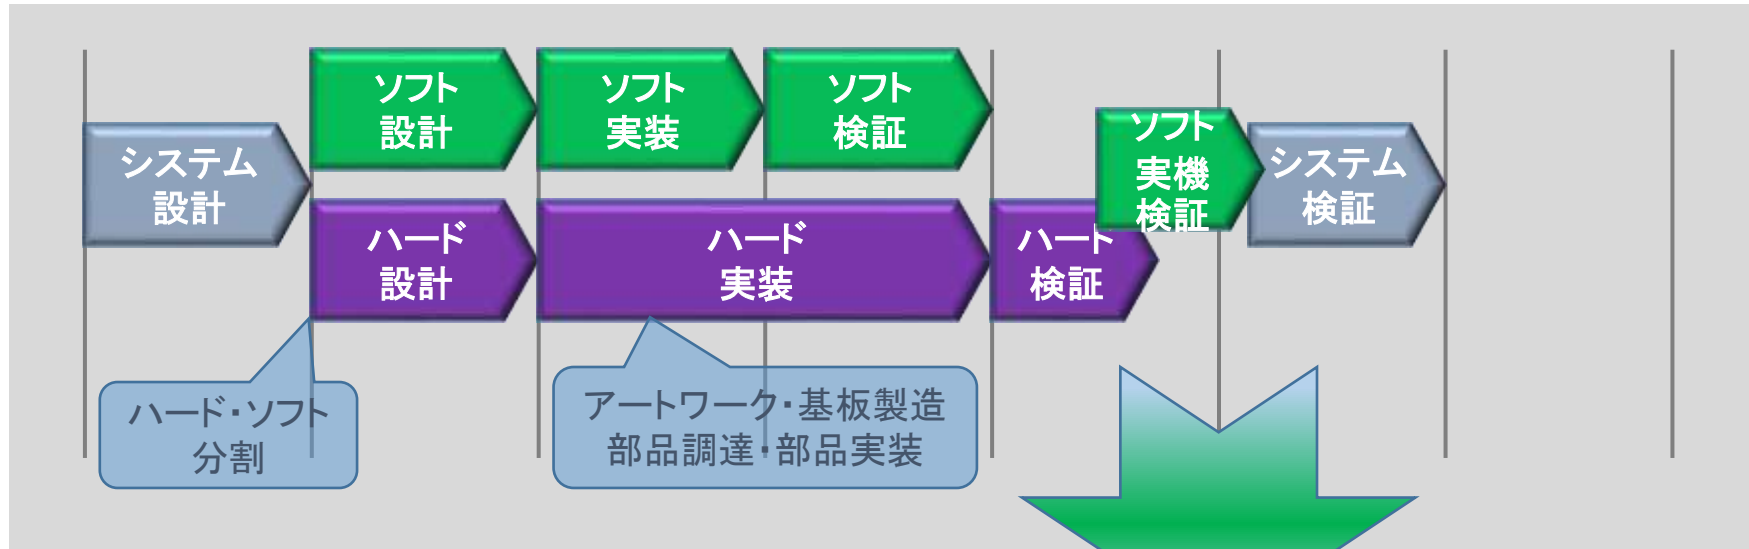 システム
設計
ソフト
設計
ソフト
実装
ソフト
検証
ハード
設計
ハード
実装
ハード
検証
ソフト
実機
検証
システム
検証
ハード・ソフト
分割
アートワーク・基板製造
部品調達・部品実装